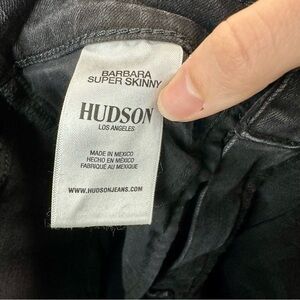 BARBARA
SUPER SKINNY
HUDSON
LOS ANGELES
MADE IN MEXICO
HECHO EN MÉXICO
FABRIQUÉ AU MEXIQUE
WWW.HUDSONJEANS.COM